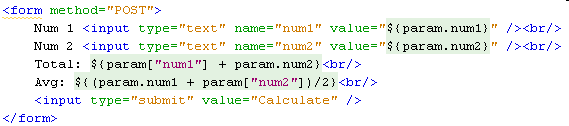 <form method="POST">
Num 1 <input type="text" name="num1" value="${param.num1}" /><br/>
Num 2 <input type="text" name="num2" value="${param.num2}" /><br/>
Total: ${param["num1"] + param.num2}<br/>
Avg: ${(param.num1 + param["num2"])/2}<br/>
<input type="submit" value="Calculate" />
</form>